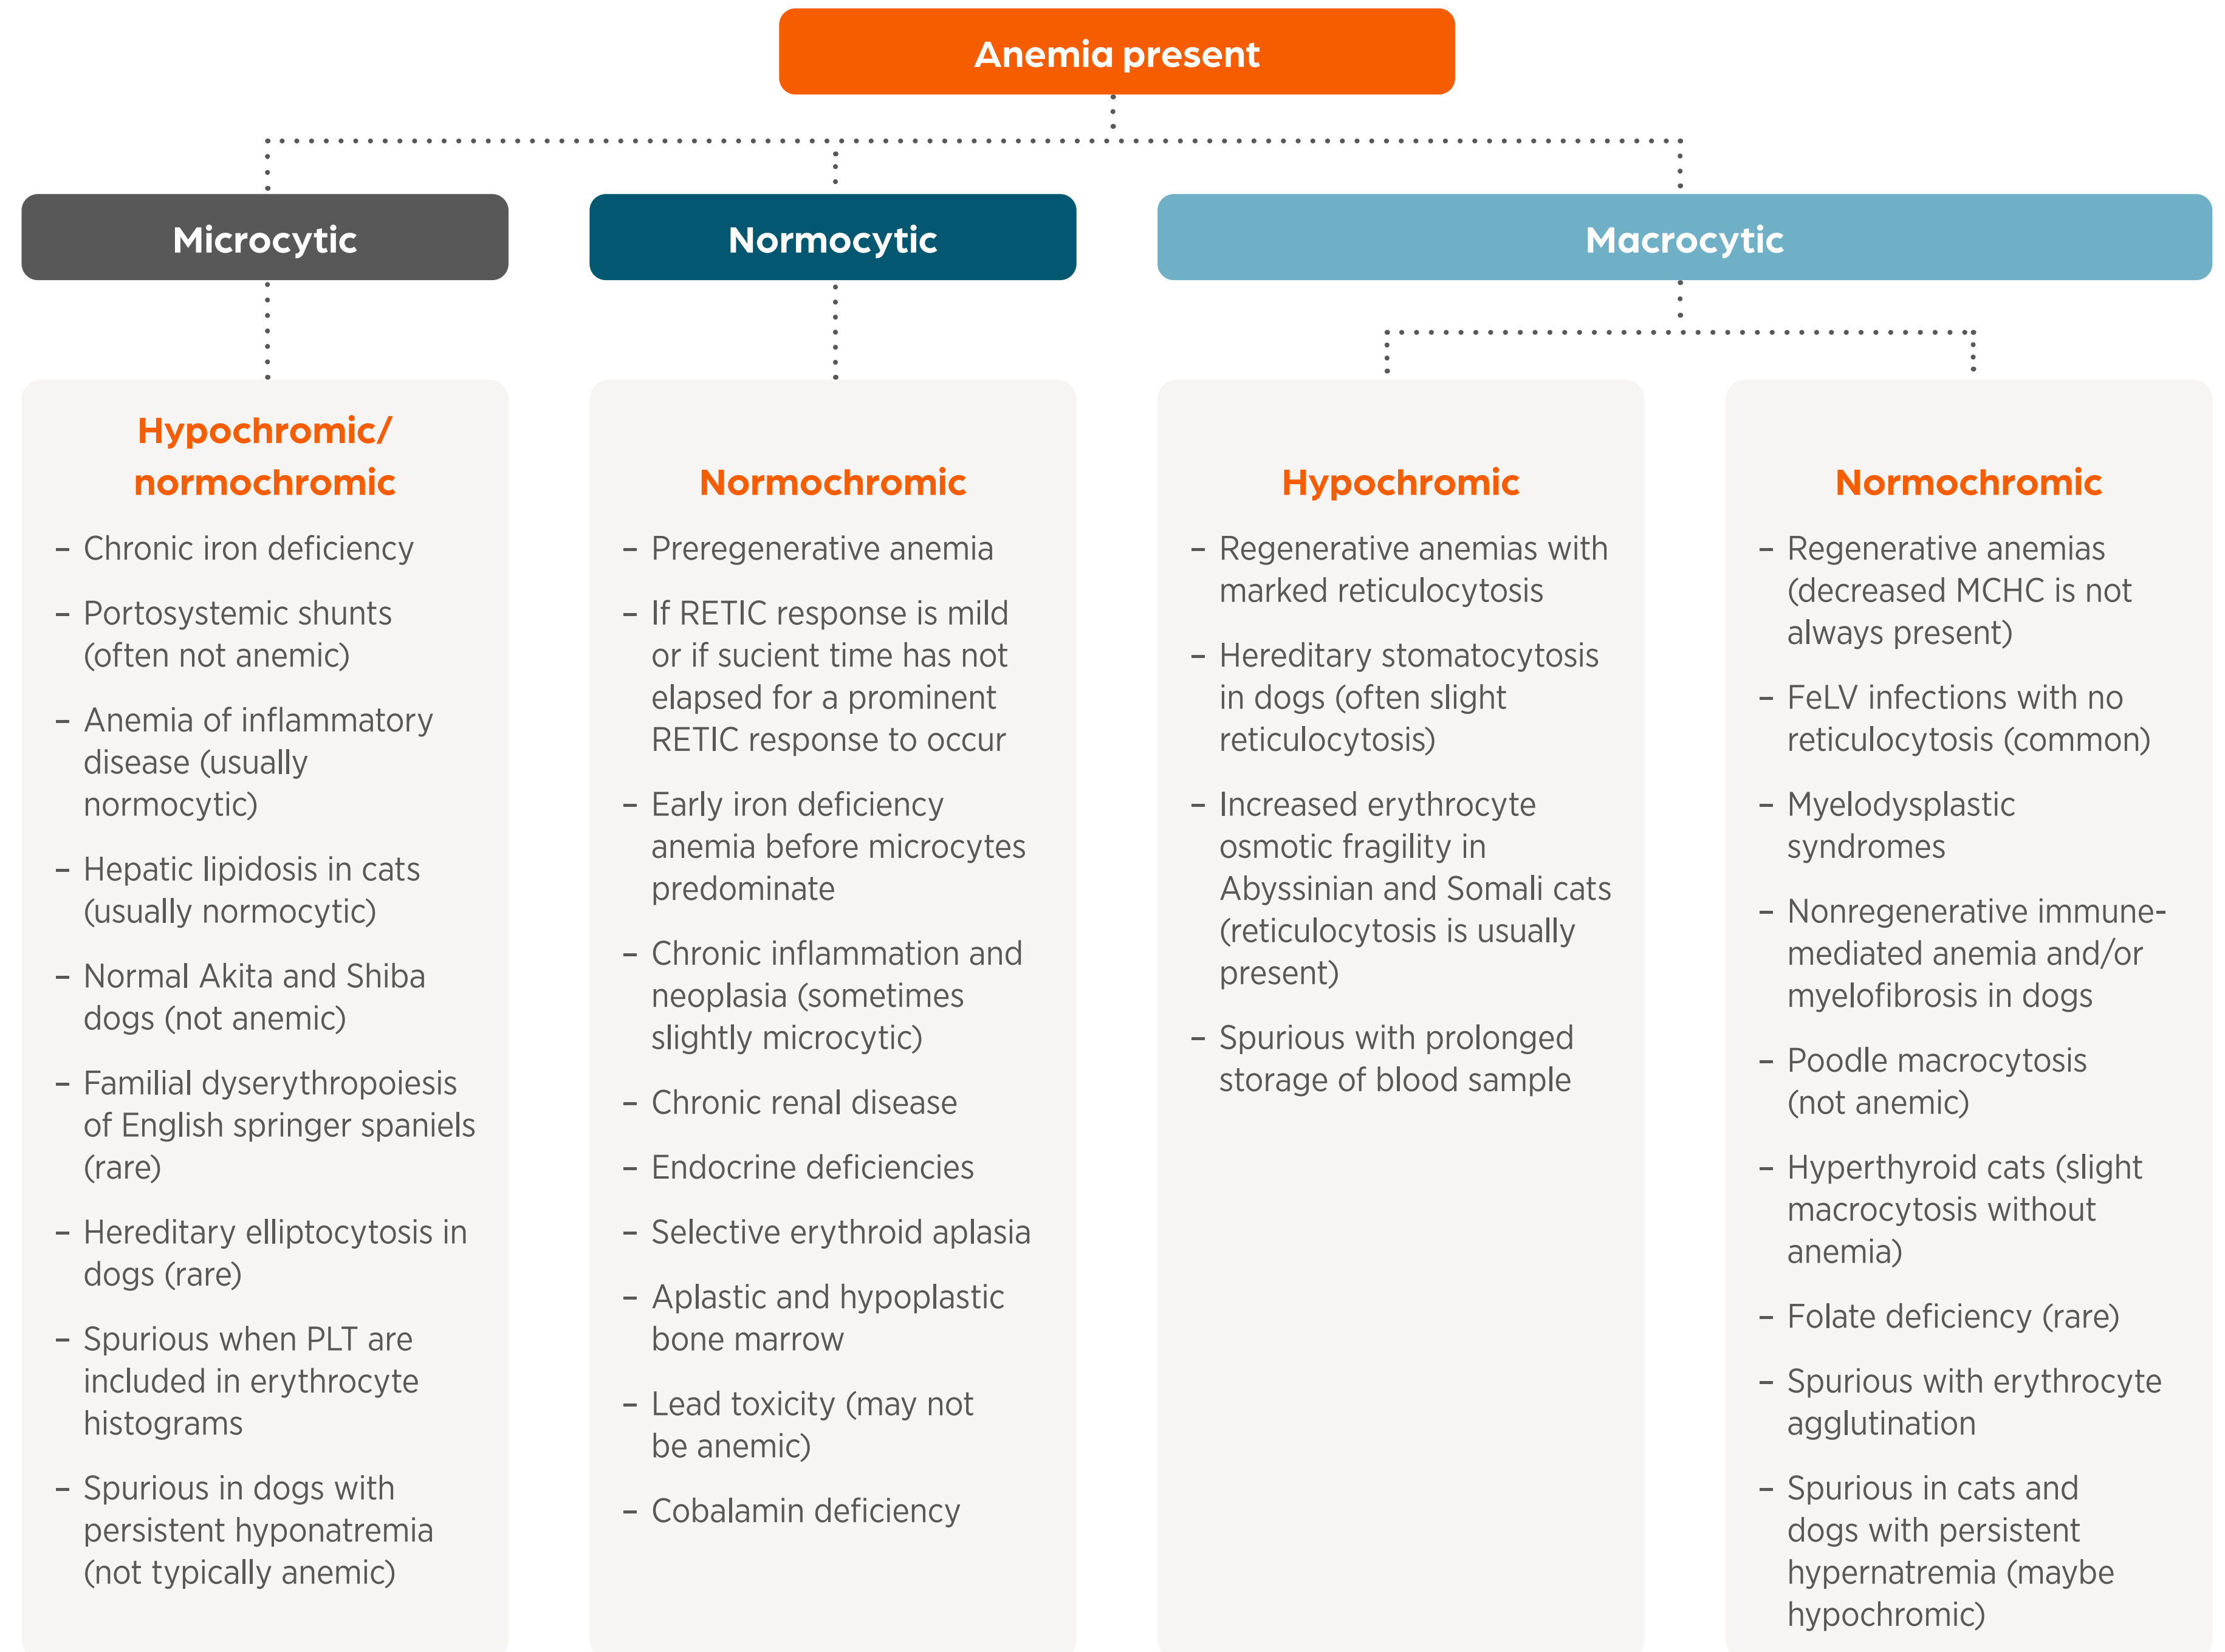 Anemia present
Microcytic
Normocytic
Macrocytic
Hypochromic/
normochromic
– Chronic iron deficiency
– Portosystemic shunts
(often not anemic)
– Anemia of inflammatory
disease (usually
normocytic)
– Hepatic lipidosis in cats
(usually normocytic)
– Normal Akita and Shiba
dogs (not anemic)
– Familial dyserythropoiesis
of English springer spaniels
(rare)
– Hereditary elliptocytosis in
dogs (rare)
– Spurious when PLT are
included in erythrocyte
histograms
– Spurious in dogs with
persistent hyponatremia
(not typically anemic)
Normochromic
– Preregenerative anemia
– If RETIC response is mild
or if sucient time has not
elapsed for a prominent
RETIC response to occur
– Early iron deficiency
anemia before microcytes
predominate
– Chronic inflammation and
neoplasia (sometimes
slightly microcytic)
– Chronic renal disease
– Endocrine deficiencies
– Selective erythroid aplasia
– Aplastic and hypoplastic
bone marrow
– Lead toxicity (may not
be anemic)
– Cobalamin deficiency
Hypochromic
– Regenerative anemias with
marked reticulocytosis
– Hereditary stomatocytosis
in dogs (often slight
reticulocytosis)
– Increased erythrocyte
osmotic fragility in
Abyssinian and Somali cats
(reticulocytosis is usually
present)
– Spurious with prolonged
storage of blood sample
Normochromic
– Regenerative anemias
(decreased MCHC is not
always present)
– FeLV infections with no
reticulocytosis (common)
– Myelodysplastic
syndromes
– Nonregenerative immune-
mediated anemia and/or
myelofibrosis in dogs
– Poodle macrocytosis
(not anemic)
– Hyperthyroid cats (slight
macrocytosis without
anemia)
– Folate deficiency (rare)
– Spurious with erythrocyte
agglutination
– Spurious in cats and
dogs with persistent
hypernatremia (maybe
hypochromic)